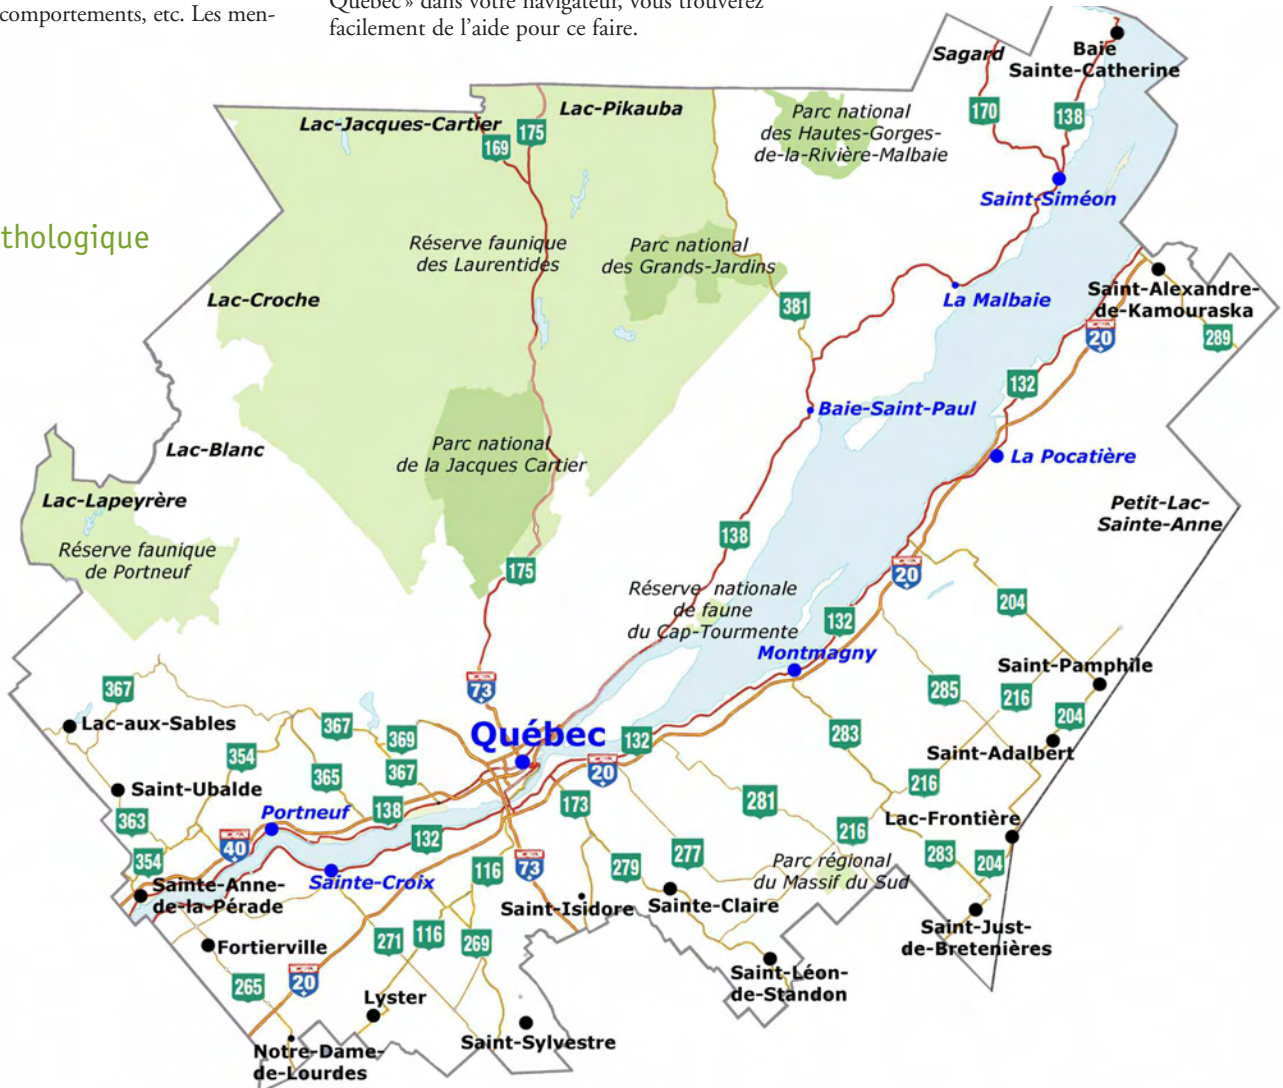 comportements, etc. Les men-
Québec » dans votre navigateur, vous trouverez
facilement de l'aide pour ce faire.
thologique
Sagard
Baie
Sainte-Catherine
170
138
Lac-Jacques-Cartier
169
175
Lac-Pikauba
Parc national
des Hautes-Gorges-
de-la-Rivière-Malbaie
Saint-Siméon
Réserve faunique
des Laurentides
Parc national
des Grands-Jardins
Lac-Croche
381
La Malbaie
Saint-Alexandre-
de-Kamouraska
20
289
132
Baie-Saint-Paul
Lac-Blanc
Parc national
de la Jacques Cartier
La Pocatière
Lac-Lapeyrère
Petit-Lac-
Sainte-Anne
Réserve faunique
de Portneuf
138
175
20
Réserve nationale
de faune
du Cap-Tourmente
204
132
Montmagny
Saint-Pamphile
367
73
285
216
204
Lac-aux-Sables
367
369
Québec
132
283
Saint-Adalbert
354
365
367
20
216
Saint-Ubalde
Portneuf
138
173
281
363
132
216
Lac-Frontière
40
354
116
73
279
277
Parc régional
du Massif du Sud
283
204
Sainte-Anne-
de-la-Pérade
Sainte-Croix
Saint-Isidore
Sainte-Claire
Saint-Just-
de-Bretenières
Fortierville
271
116
269
265
20
Saint-Léon-
de-Standon
Lyster
Saint-Sylvestre
Notre-Dame-
de-Lourdes